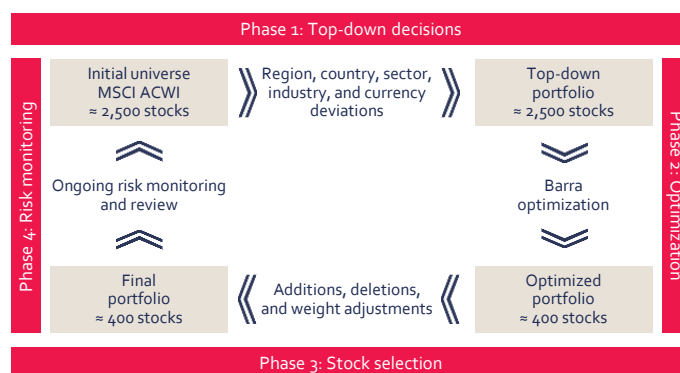 Phase 1: Top-down decisions
Initial universe
MSCI ACWI
≈ 2,500 stocks
Region, country, sector,
industry, and currency
deviations
Top-down
portfolio
≈ 2,500 stocks
Phase 2: Optimization
Barra
optimization
Optimized
portfolio
≈ 400 stocks
Additions, deletions,
and weight adjustments
Final
portfolio
≈ 400 stocks
Phase 3: Stock selection
Phase 4: Risk monitoring
Ongoing risk monitoring
and review